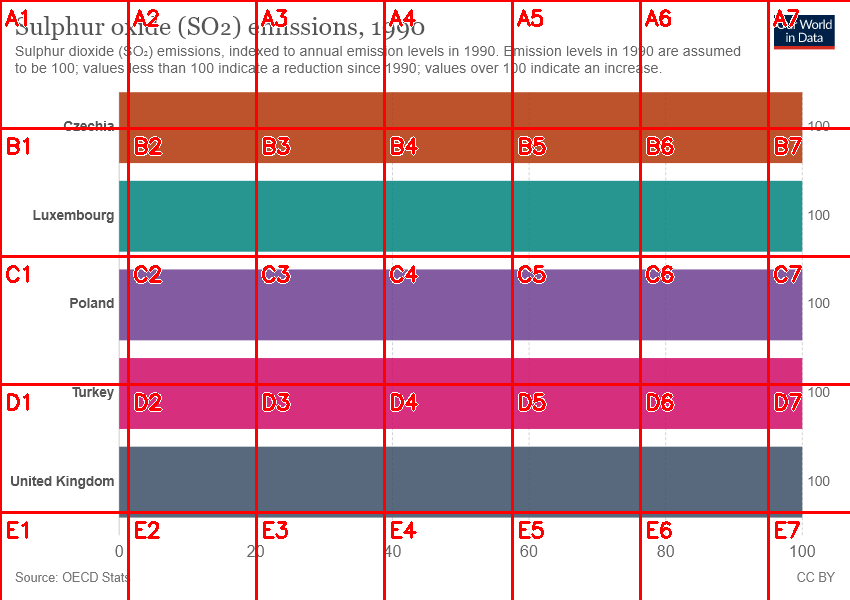 Sulphur oxide (SO2) emissions, 1990
Our World
in Data
Sulphur dioxide (SO₂) emissions, indexed to annual emission levels in 1990. Emission levels in 1990 are assumed
to be 100; values less than 100 indicate a reduction since 1990; values over 100 indicate an increase.
A1 A2 A3 A4 A5 A6 A7
Czechia 100
B1 B2 B3 B4 B5 B6 B7
Luxembourg 100
C1 C2 C3 C4 C5 C6 C7
Poland 100
Turkey 100
D1 D2 D3 D4 D5 D6 D7
United Kingdom 100
E1 E2 E3 E4 E5 E6 E7
0 20 40 60 80 100
Source: OECD Stats
CC BY